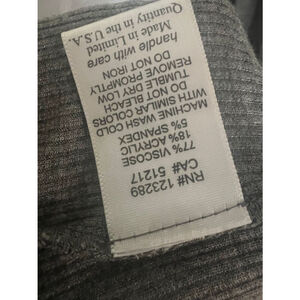 RN# 123289
CA# 51217
77% VISCOSE
18% ACRYLIC
5% SPANDEX
MACHINE WASH COLD
WITH SIMILAR COLORS
DO NOT BLEACH
TUMBLE DRY LOW
REMOVE PROMPTLY
DO NOT IRON
handle with care
Made in Limited
Quantity in the U.S.A.